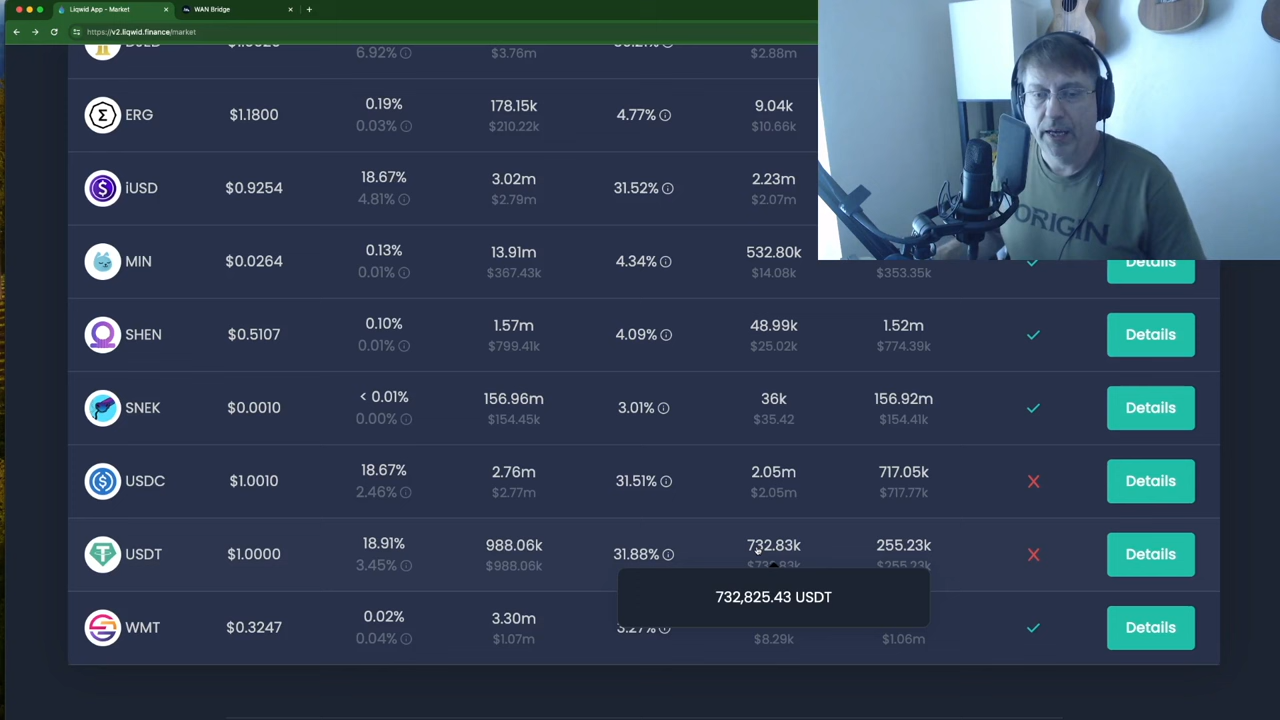 Liqwid App - Market
WAN Bridge
https://v2.liqwid.finance/market
6.92% $3.76m $2.88m
ERG $1.1800 0.19% 178.15k 4.77% 9.04k
0.03% $210.22k $10.66k
iUSD $0.9254 18.67% 3.02m 31.52% 2.23m
4.81% $2.79m $2.07m
MIN $0.0264 0.13% 13.91m 4.34% 532.80k Details
0.01% $367.43k $14.08k $353.35k
SHEN $0.5107 0.10% 1.57m 4.09% 48.99k 1.52m Details
0.01% $799.41k $25.02k $774.39k
SNEK $0.0010 < 0.01% 156.96m 3.01% 36k 156.92m Details
0.00% $154.45k $35.42 $154.41k
USDC $1.0010 18.67% 2.76m 31.51% 2.05m 717.05k X Details
2.46% $2.77m $2.05m $717.77k
USDT $1.0000 18.91% 988.06k 31.88% 732.83k 255.23k X Details
3.45% $988.06k $255.23k
732,825.43 USDT
WMT $0.3247 0.02% 3.30m 3.27% Details
0.04% $1.07m $8.29k $1.06m
ORIGIN